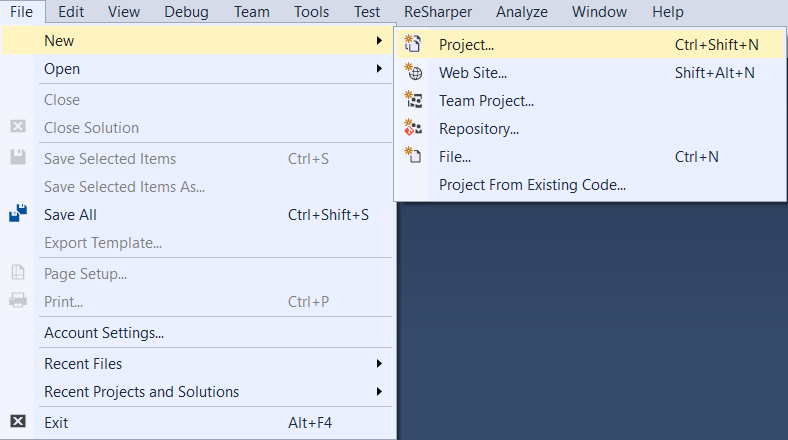 File Edit View Debug Team Tools Test ReSharper Analyze Window Help
New
Open
Close
Close Solution
Save Selected Items Ctrl+S
Save Selected Items As...
Save All Ctrl+Shift+S
Export Template...
Page Setup...
Print... Ctrl+P
Account Settings...
Recent Files
Recent Projects and Solutions
Exit Alt+F4
Project... Ctrl+Shift+N
Web Site... Shift+Alt+N
Team Project...
Repository...
File... Ctrl+N
Project From Existing Code...